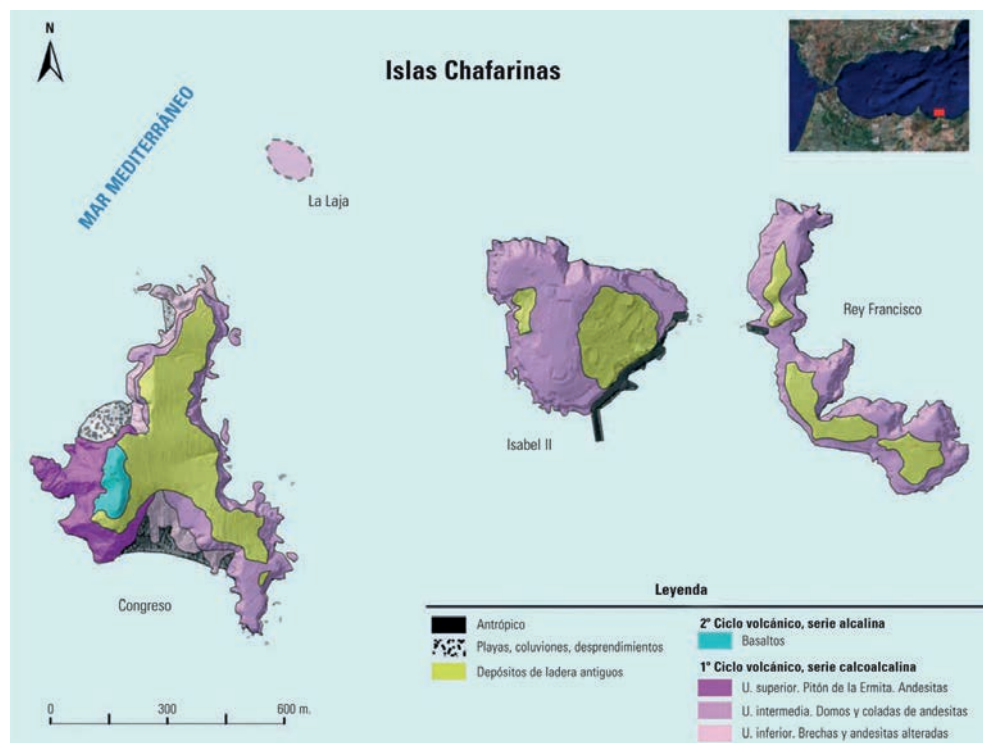 N
Islas Chafarinas
MAR MEDITERRÁNEO
La Laja
Rey Francisco
Isabel II
Congreso
Leyenda
Antrópico
Playas, coluviones, desprendimientos
Depósitos de ladera antiguos
2º Ciclo volcánico, serie alcalina
Basaltos
1º Ciclo volcánico, serie calcoalcalina
U. superior. Pitón de la Ermita. Andesitas
U. intermedia. Domos y coladas de andesitas
U. inferior. Brechas y andesitas alteradas
0 300 600 m.